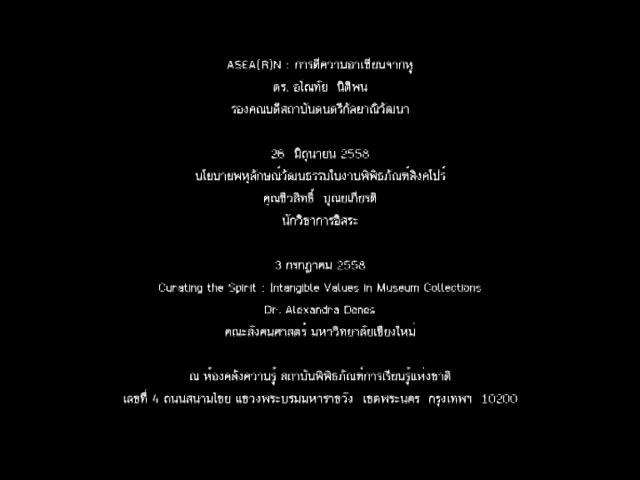 ASEA(R)N : การตีความอาเซียนจากหู
ดร. อโณทัย นิติพน
รองคณบดีสถาบันดนตรีกัลยาณิวัฒนา
26 มิถุนายน 2558
นโยบายพหุลักษณ์วัฒนธรรมในงานพิพิธภัณฑ์สิงคโปร์
คุณชีวสิทธิ์ บุณยเกียรติ
นักวิชาการอิสระ
3 กรกฎาคม 2558
Curating the Spirit : Intangible Values in Museum Collections
Dr. Alexandra Denes
คณะสังคมศาสตร์ มหาวิทยาลัยเชียงใหม่
ณ ห้องคลังความรู้ สถาบันพิพิธภัณฑ์การเรียนรู้แห่งชาติ
เลขที่ 4 ถนนสนามไชย แขวงพระบรมมหาราชวัง เขตพระนคร กรุงเทพฯ 10200